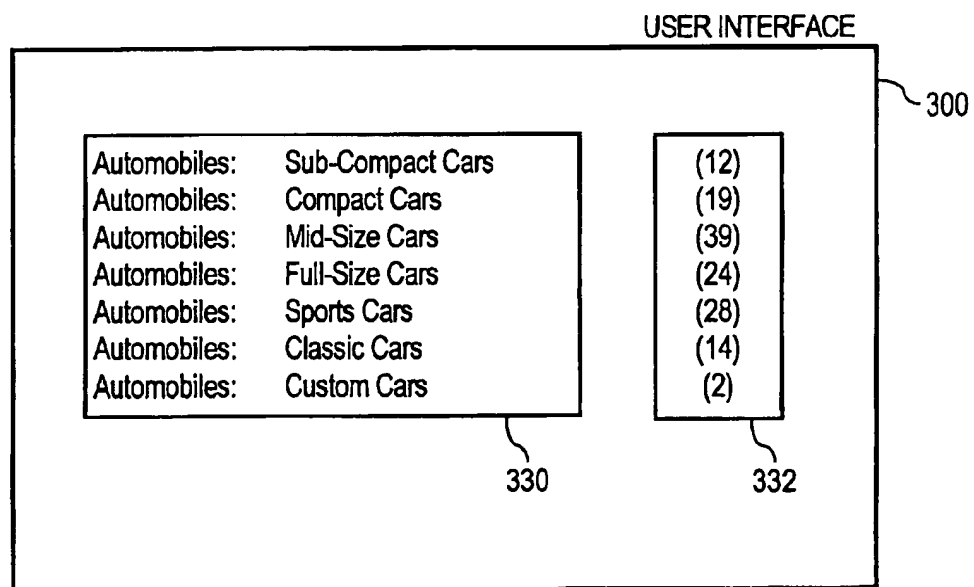 USER INTERFACE
300
Automobiles: Sub-Compact Cars (12)
Automobiles: Compact Cars (19)
Automobiles: Mid-Size Cars (39)
Automobiles: Full-Size Cars (24)
Automobiles: Sports Cars (28)
Automobiles: Classic Cars (14)
Automobiles: Custom Cars (2)
330 332